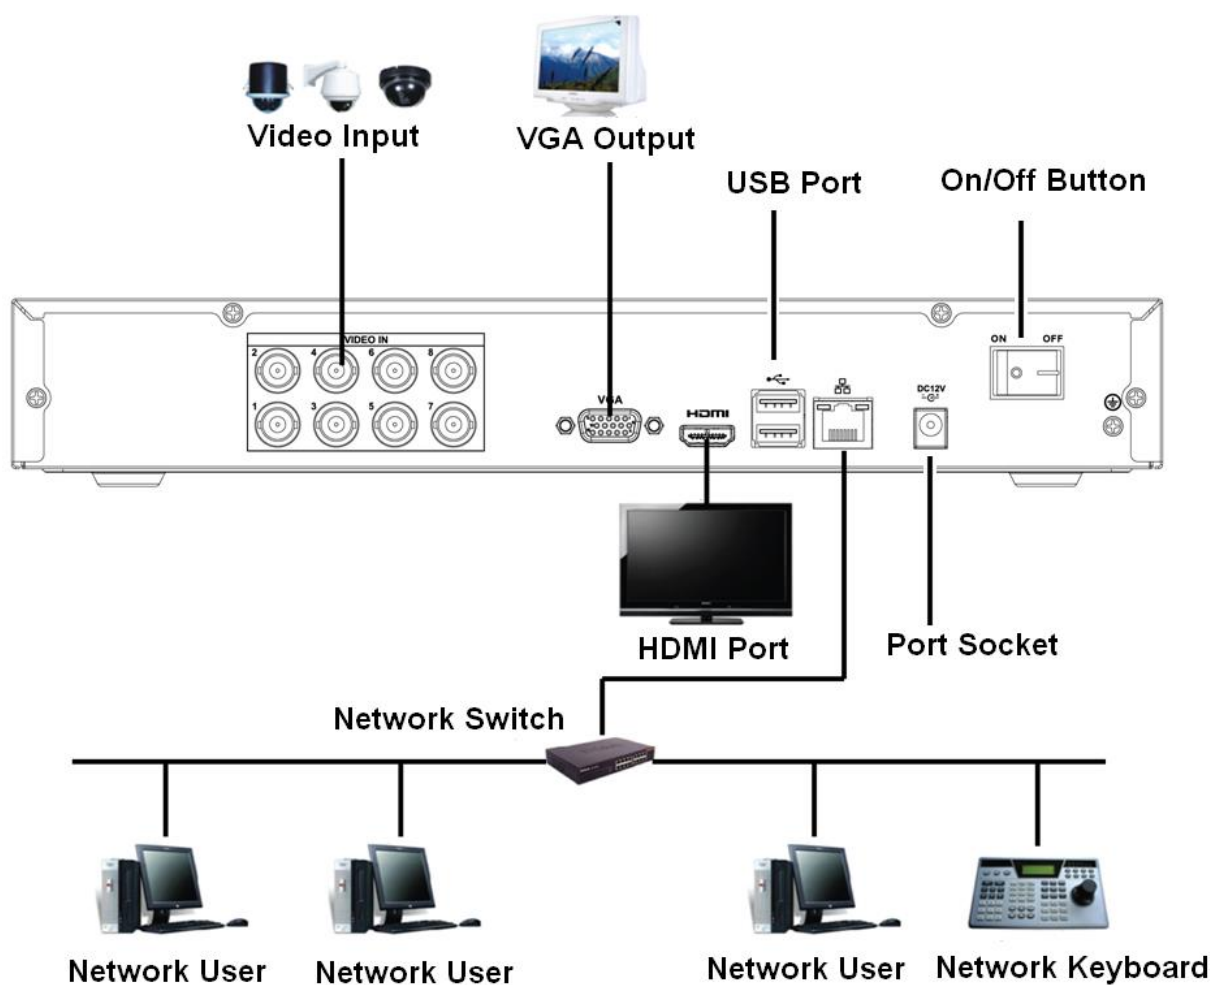 Video Input
VGA Output
USB Port
On/Off Button
VIDEO IN
2 4 6 8
1 3 5 7
VGA
HDMI
DC12V
ON OFF
HDMI Port
Port Socket
Network Switch
Network User
Network User
Network User
Network Keyboard